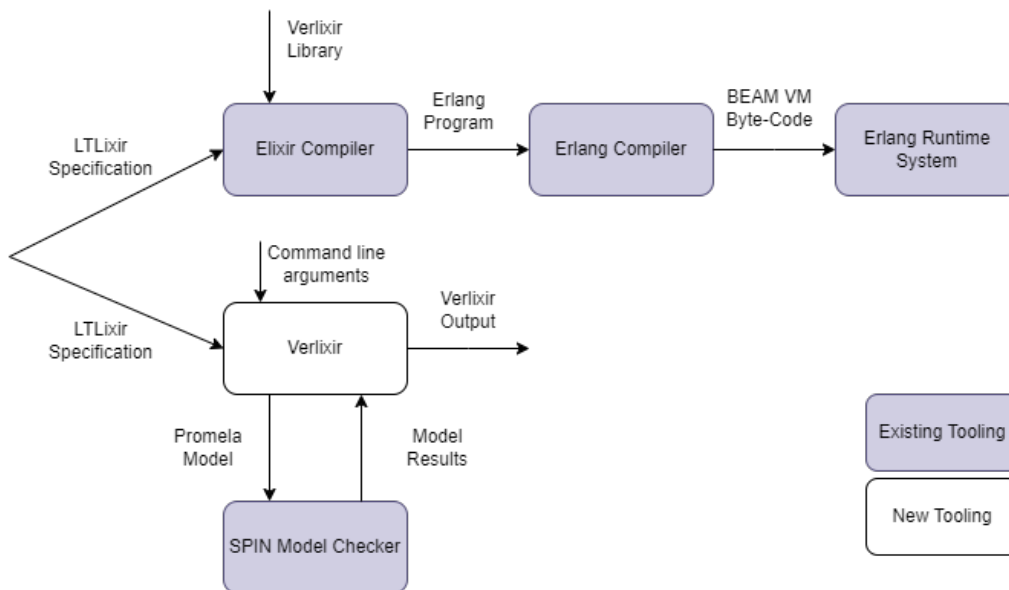 Verlixir
Library
LTLixir
Specification
Elixir Compiler
Erlang
Program
Erlang Compiler
BEAM VM
Byte-Code
Erlang Runtime
System
Command line
arguments
LTLixir
Specification
Verlixir
Verlixir
Output
Promela
Model
Model
Results
SPIN Model Checker
Existing Tooling
New Tooling